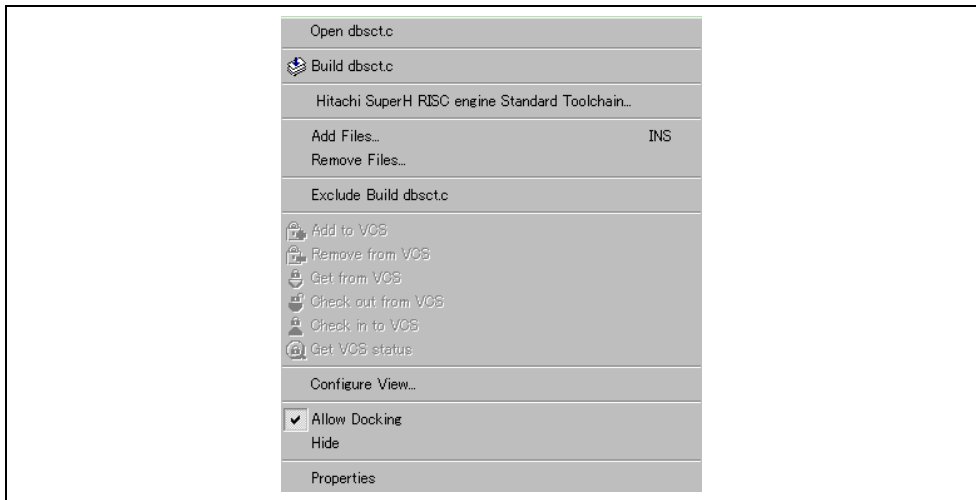 Open dbsct.c
Build dbsct.c
Hitachi SuperH RISC engine Standard Toolchain...
Add Files... INS
Remove Files...
Exclude Build dbsct.c
Add to VCS
Remove from VCS
Get from VCS
Check out from VCS
Check in to VCS
Get VCS status
Configure View...
Allow Docking
Hide
Properties